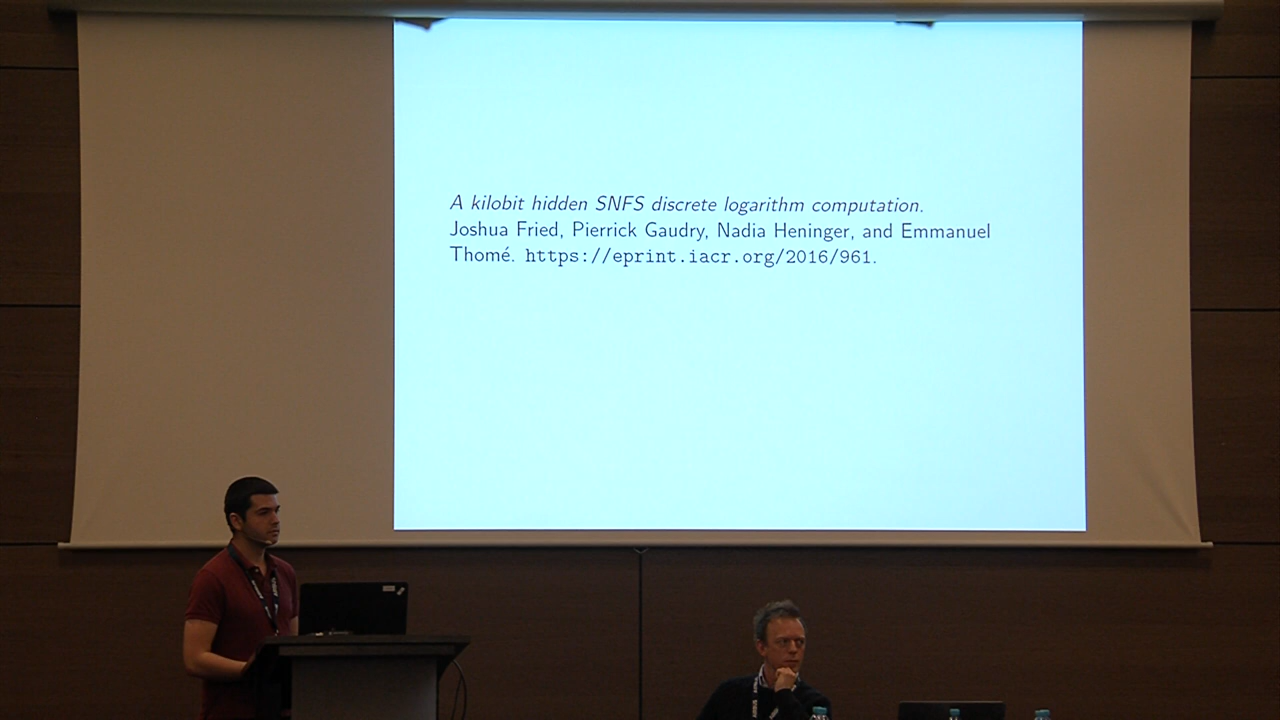 A kilobit hidden SNFS discrete logarithm computation.
Joshua Fried, Pierrick Gaudry, Nadia Heninger, and Emmanuel
Thomé. https://eprint.iacr.org/2016/961.